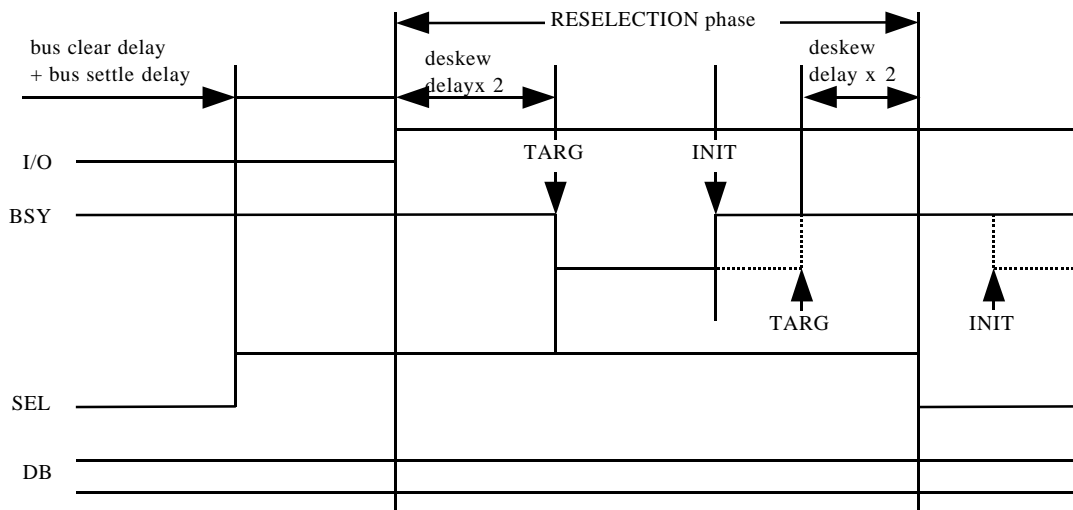 RESELECTION phase
bus clear delay
+ bus settle delay
deskew
delayx 2
deskew
delay x 2
TARG
INIT
I/O
BSY
TARG
INIT
SEL
DB